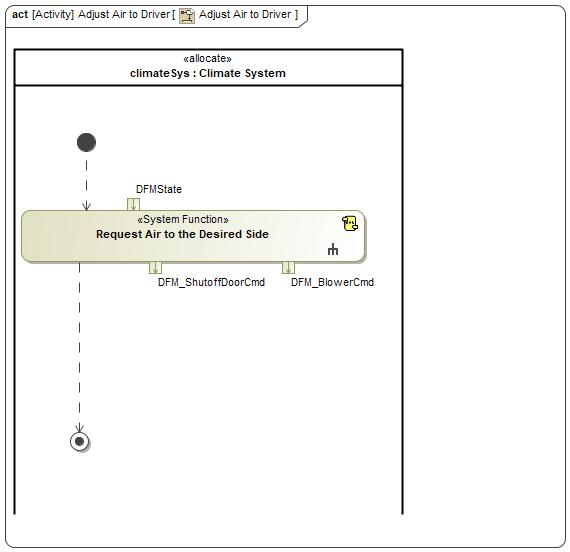 act [Activity] Adjust Air to Driver [ Adjust Air to Driver ]
«allocate»
climateSys : Climate System
DFMState
«System Function»
Request Air to the Desired Side
DFM_ShutoffDoorCmd
DFM_BlowerCmd